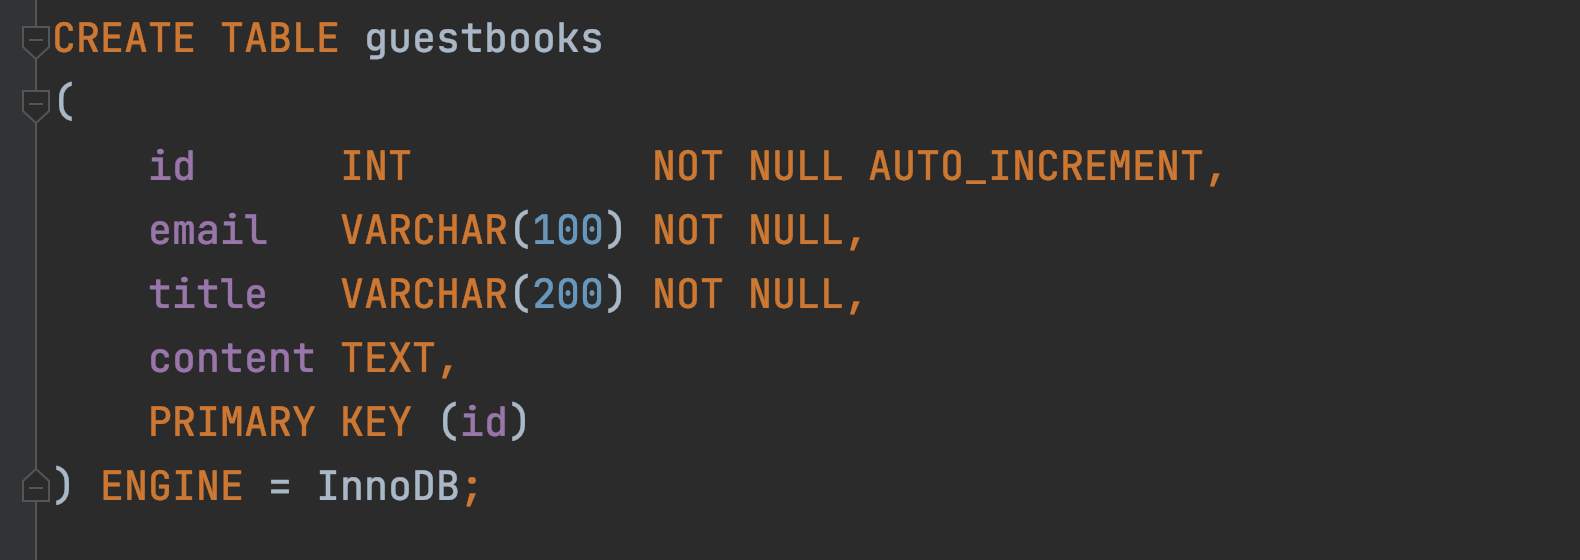 CREATE TABLE guestbooks
(
    id      INT          NOT NULL AUTO_INCREMENT,
    email   VARCHAR(100) NOT NULL,
    title   VARCHAR(200) NOT NULL,
    content TEXT,
    PRIMARY KEY (id)
) ENGINE = InnoDB;